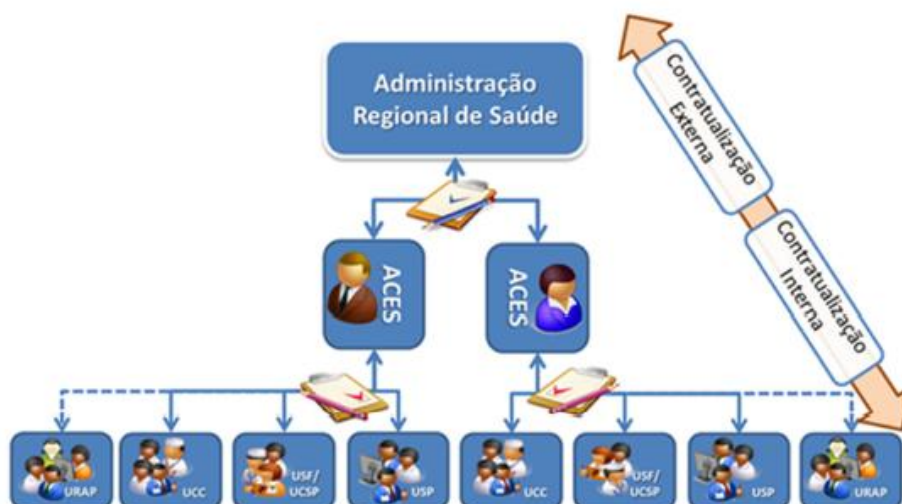 Administração
Regional de Saúde
Contratualização
Externa
Contratualização
Interna
ACES
ACES
URAP
UCC
USF/
UCSP
USP
UCC
USF/
UCSP
USP
URAP